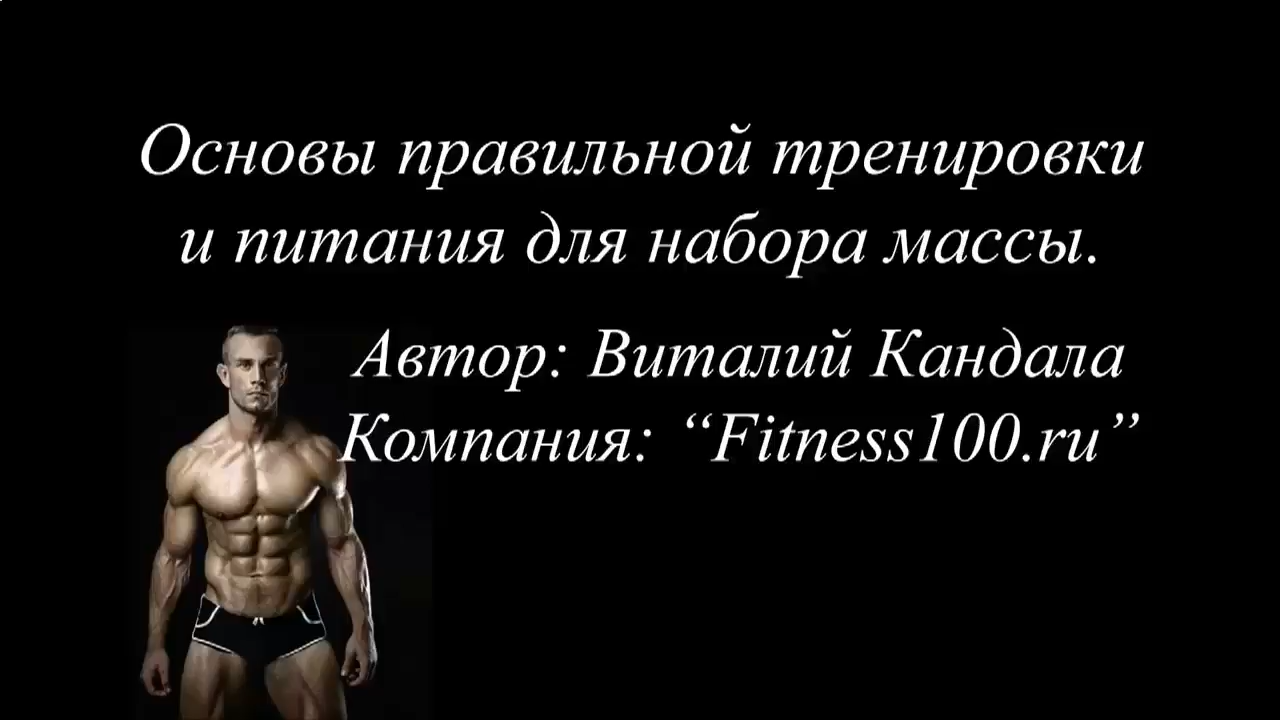 Основы правильной тренировки
и питания для набора массы.
Автор: Виталий Кандала
Компания: “Fitness100.ru”